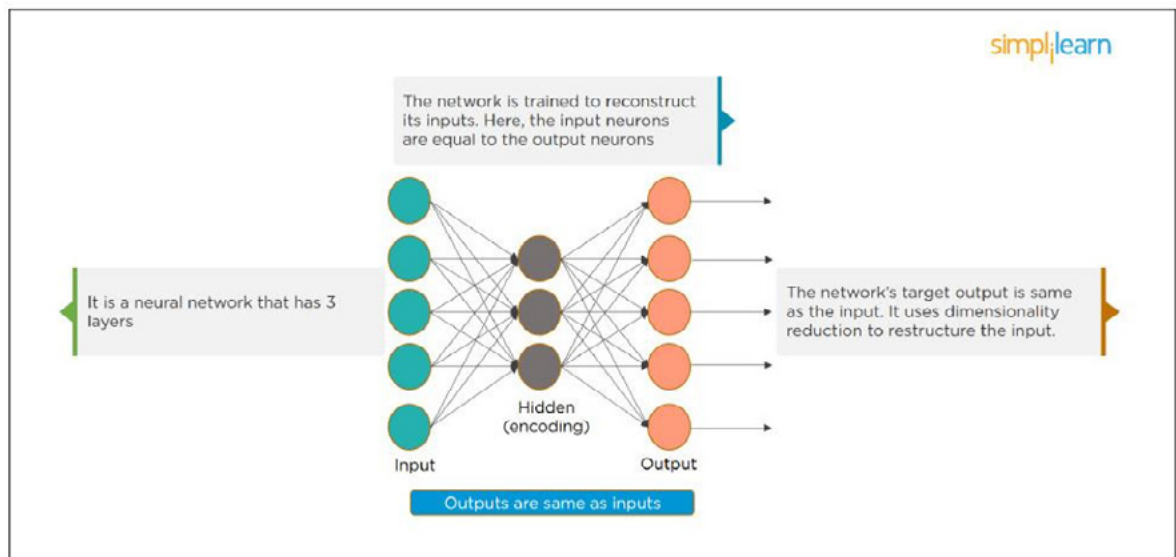 simplilearn
The network is trained to reconstruct
its inputs. Here, the input neurons
are equal to the output neurons
It is a neural network that has 3
layers
The network's target output is same
as the input. It uses dimensionality
reduction to restructure the input.
Hidden
(encoding)
Input
Output
Outputs are same as inputs